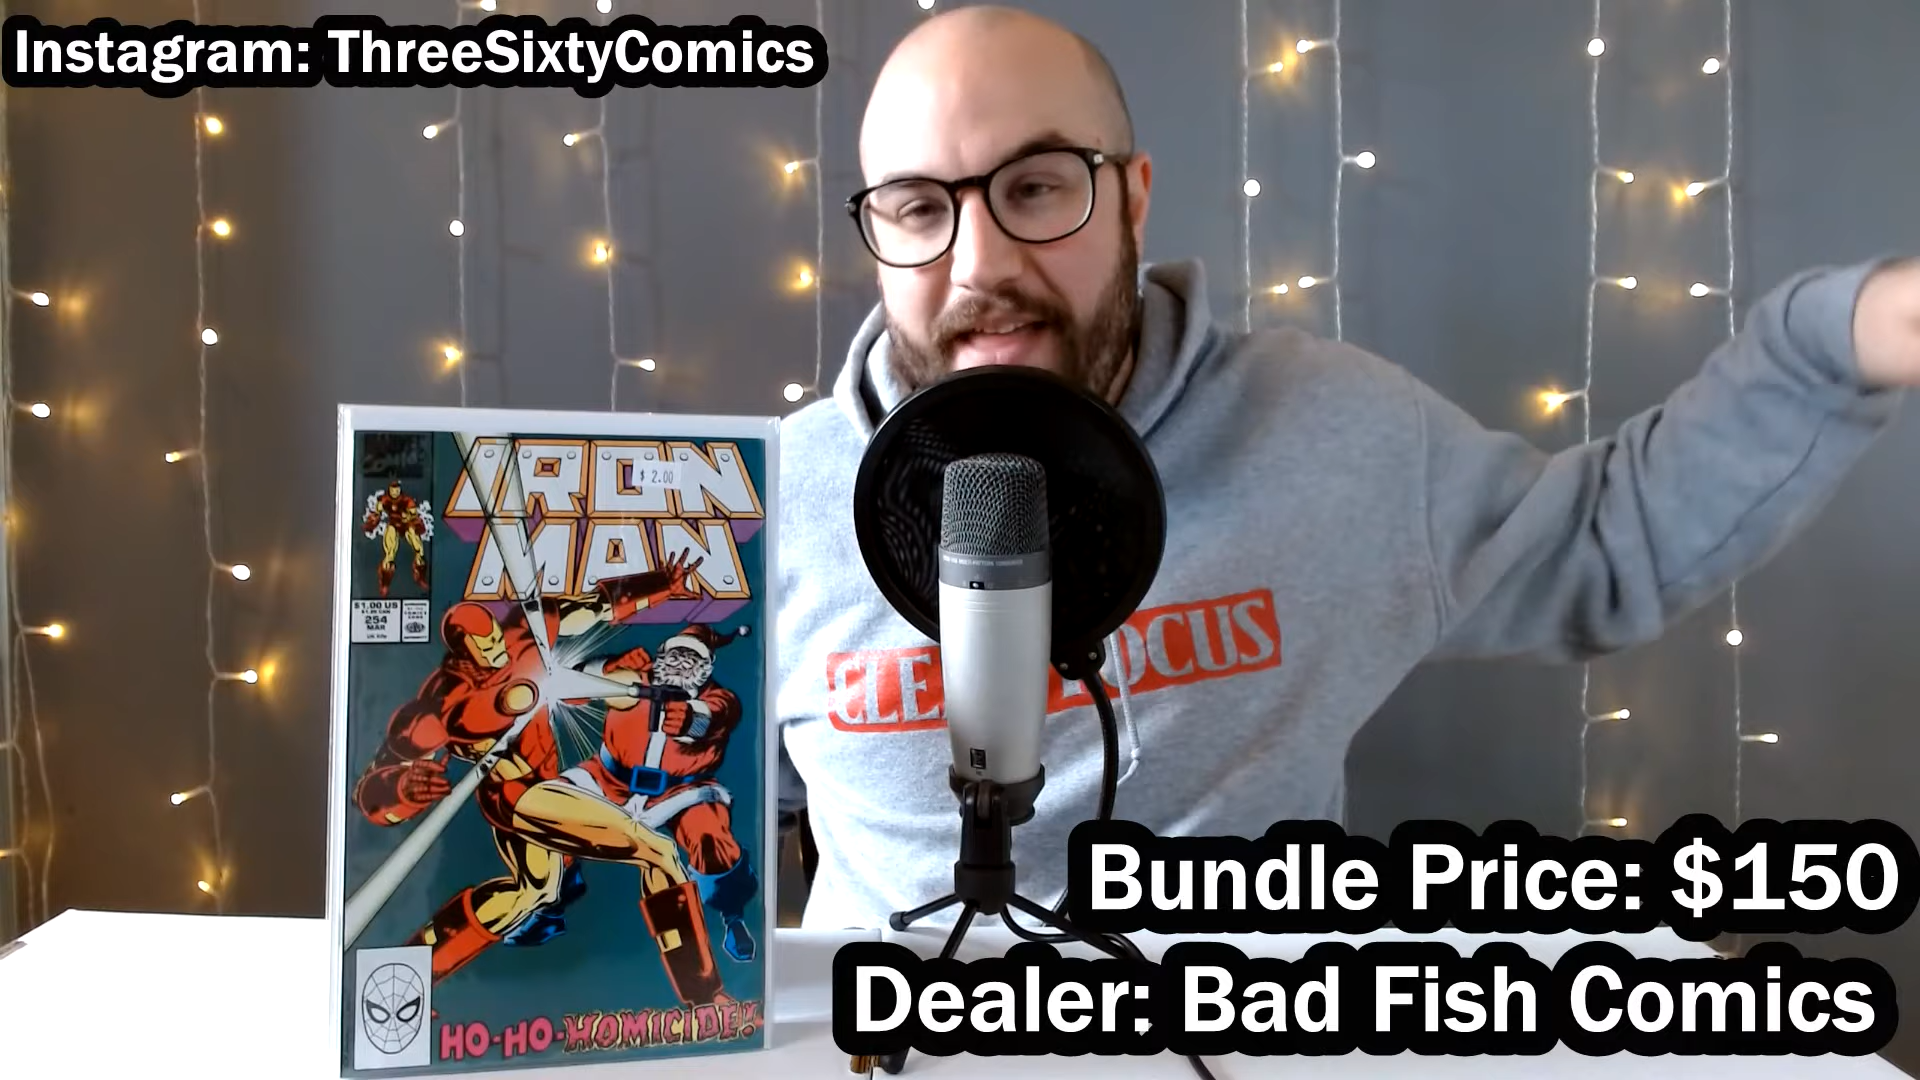 Instagram: ThreeSixtyComics
IRON
$ 2.00
MAN
$1.00 US
254
MAR
HO-HO-HOMICIDE!
Bundle Price: $150
Dealer: Bad Fish Comics